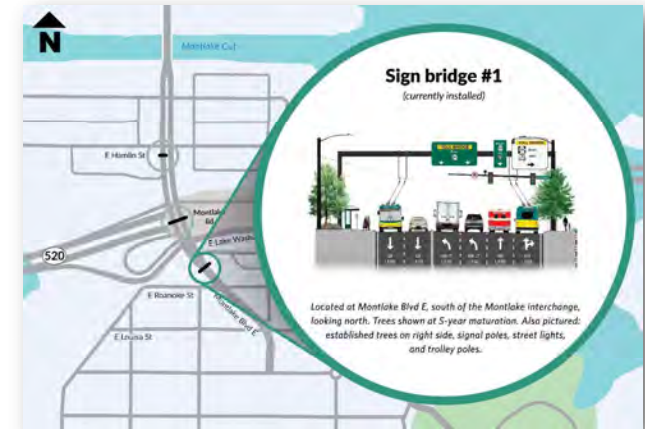 N
Montlake Cut
E Hamlin St
Montlake
E Lake Wash
520
E Roanoke St
Montlake Blvd E
E Louisa St
Sign bridge #1
(currently installed)
Located at Montlake Blvd E, south of the Montlake interchange,
looking north. Trees shown at 5-year maturation. Also pictured:
established trees on right side, signal poles, street lights,
and trolley poles.